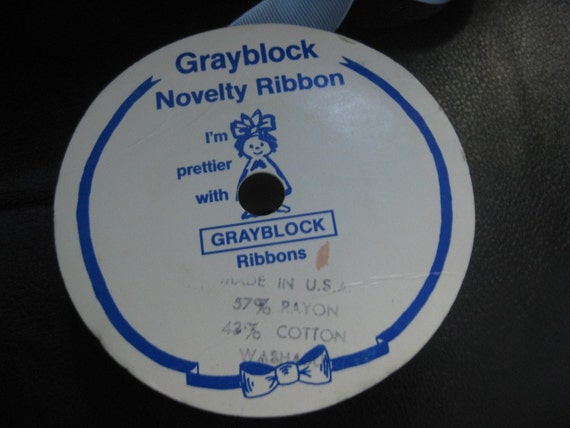 Grayblock
Novelty Ribbon
I'm
prettier
with
GRAYBLOCK
Ribbons
MADE IN U.S.A.
57% RAYON
43% COTTON